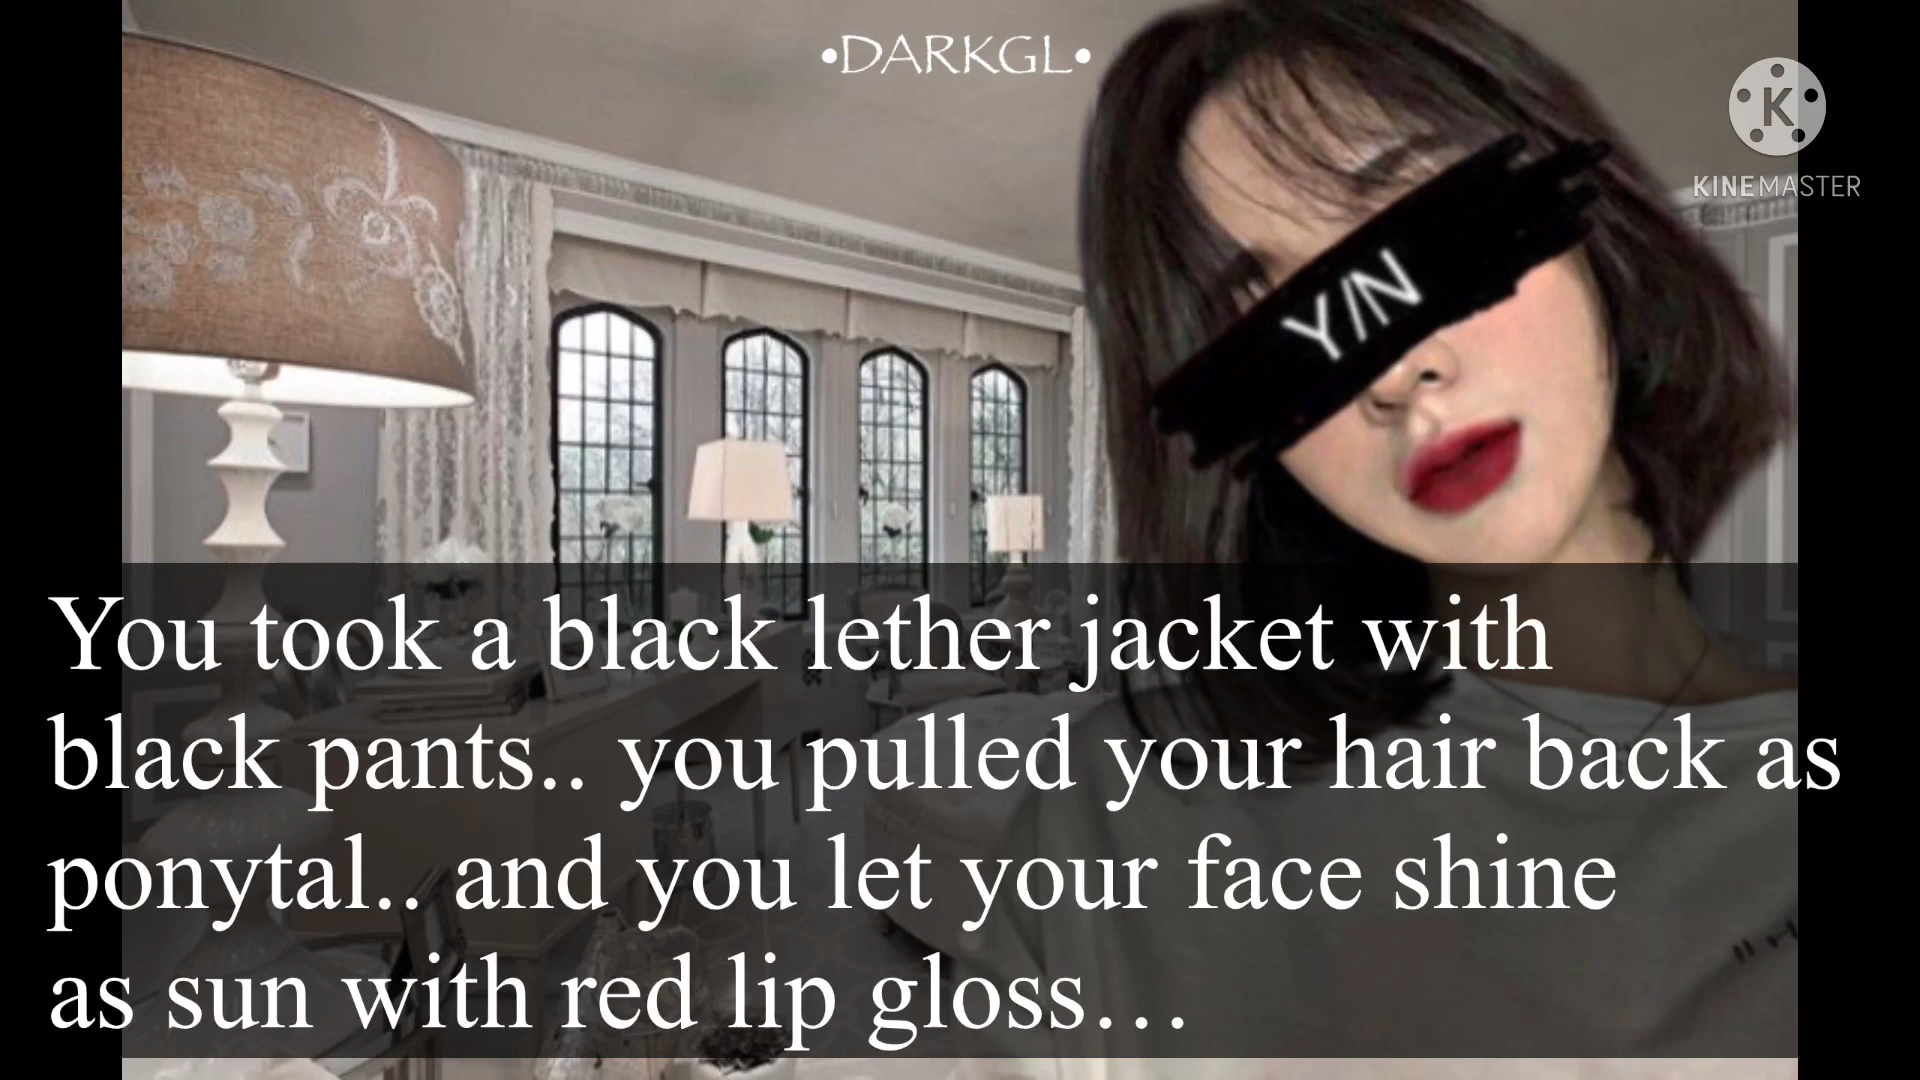 •DARKGL•
K
KINEMASTER
Y/N
You took a black lether jacket with
black pants.. you pulled your hair back as
ponytal.. and you let your face shine
as sun with red lip gloss...